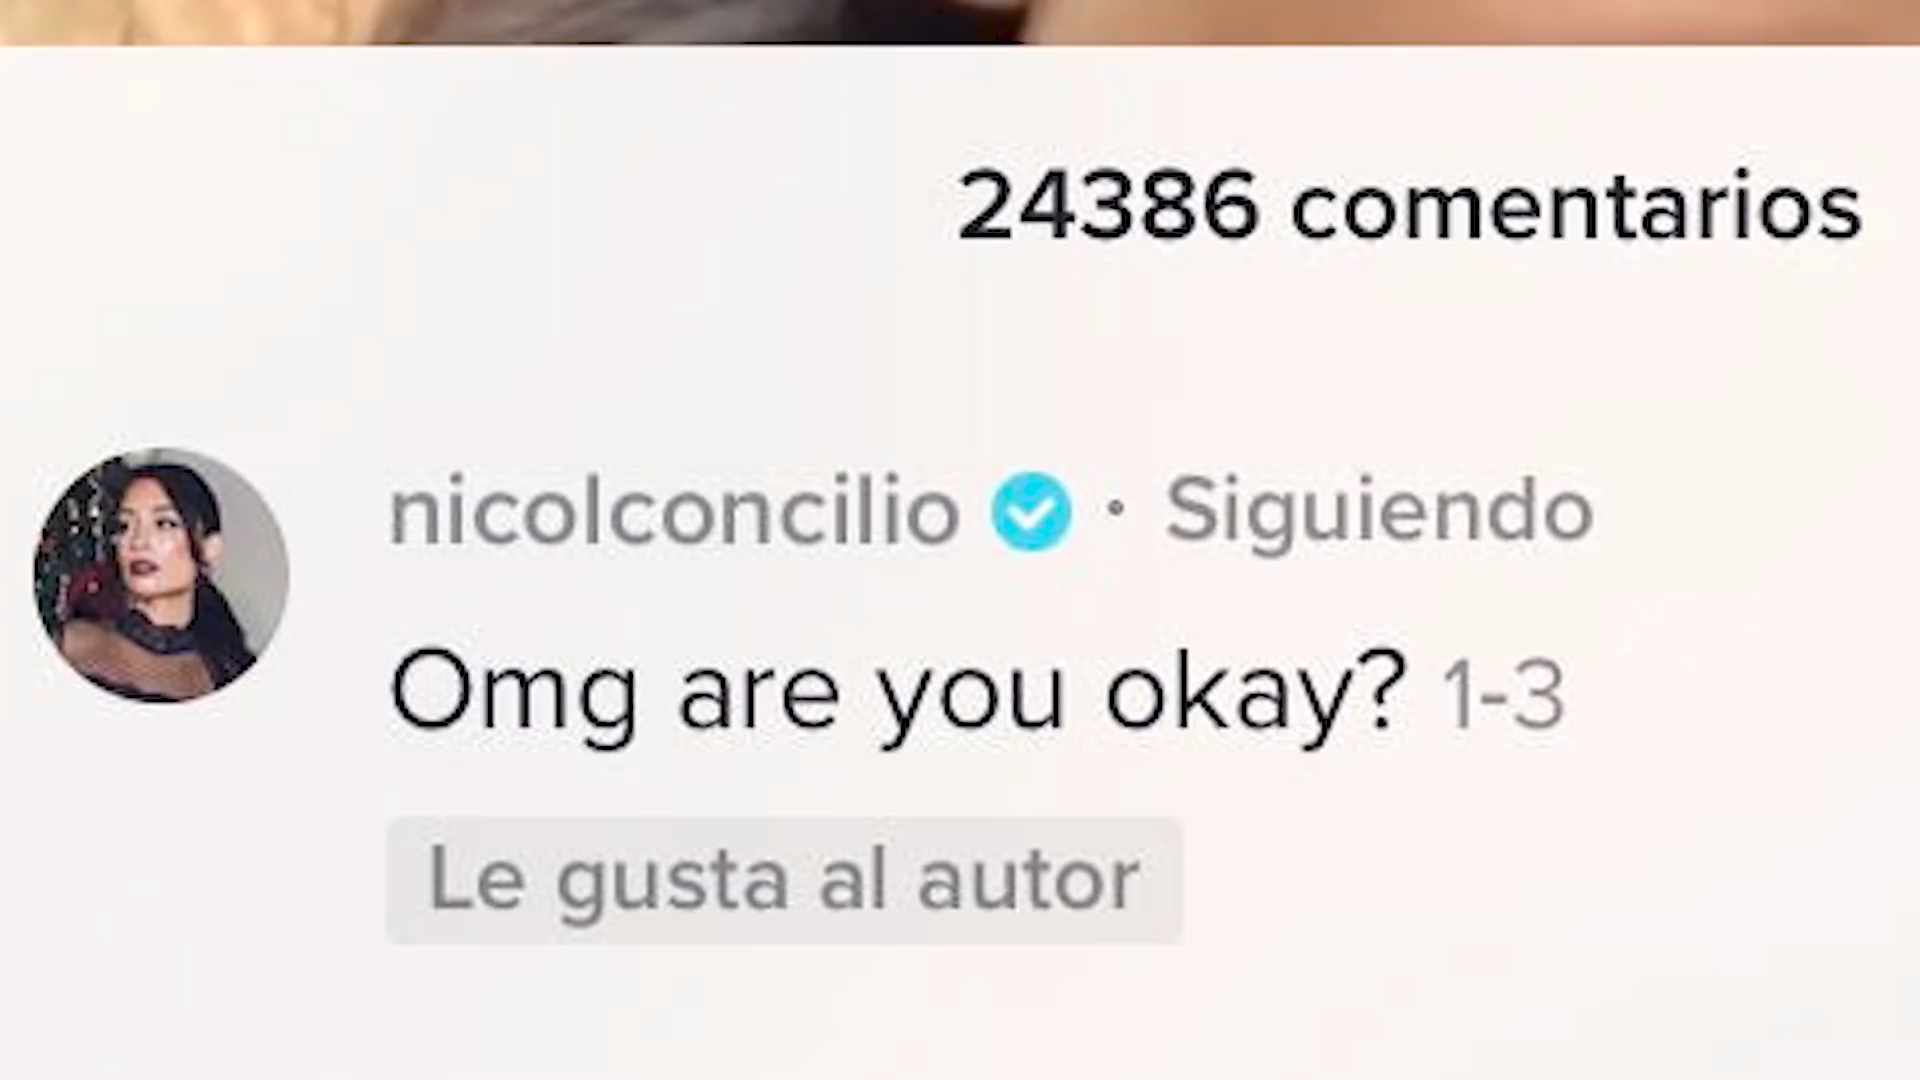 24386 comentarios
nicolconcilio · Siguiendo
Omg are you okay? 1-3
Le gusta al autor